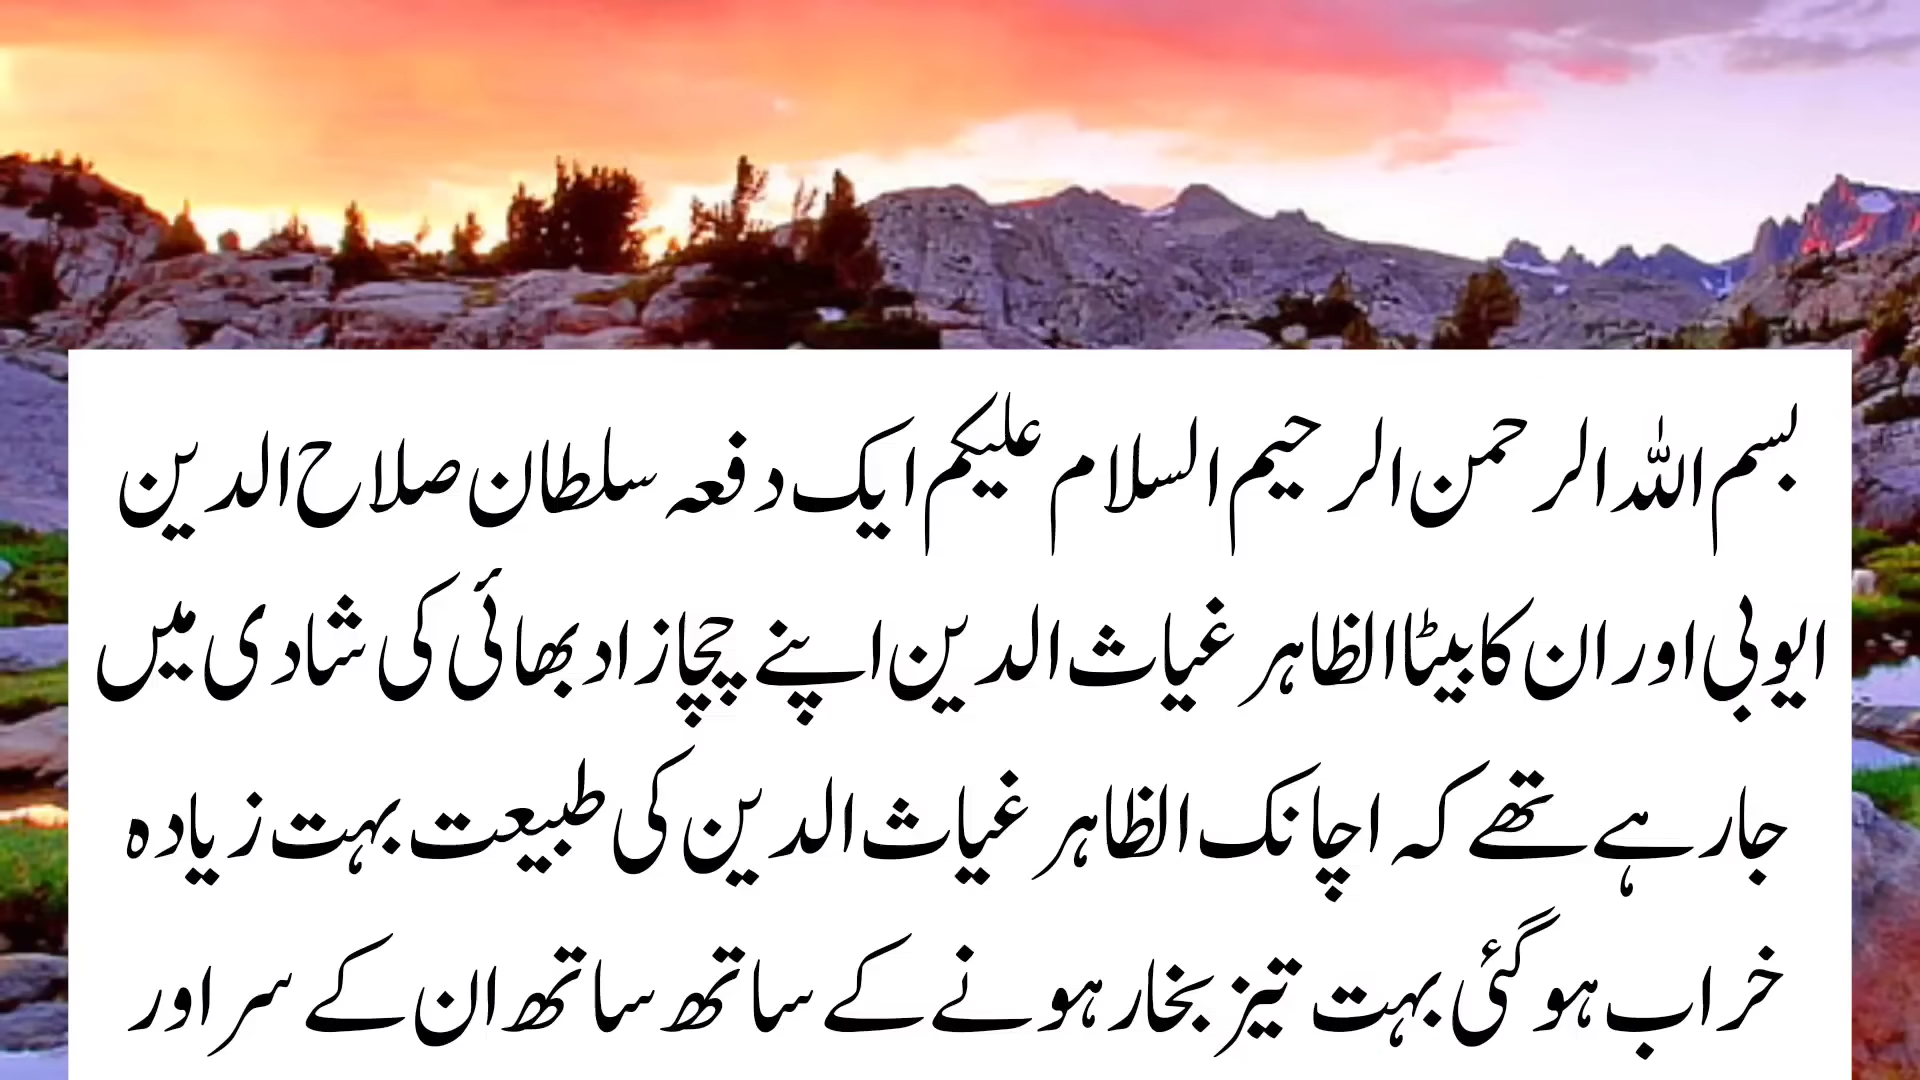 بسم اللہ الرحمن الرحیم السلام علیکم ایک دفعہ سلطان صلاح الدین
ایوبی اور ان کا بیٹا الظاہر غیاث الدین اپنے چچا زاد بھائی کی شادی میں
جا رہے تھے کہ اچانک الظاہر غیاث الدین کی طبیعت بہت زیادہ
خراب ہو گئی بہت تیز بخار ہونے کے ساتھ ساتھ ان کے سر اور